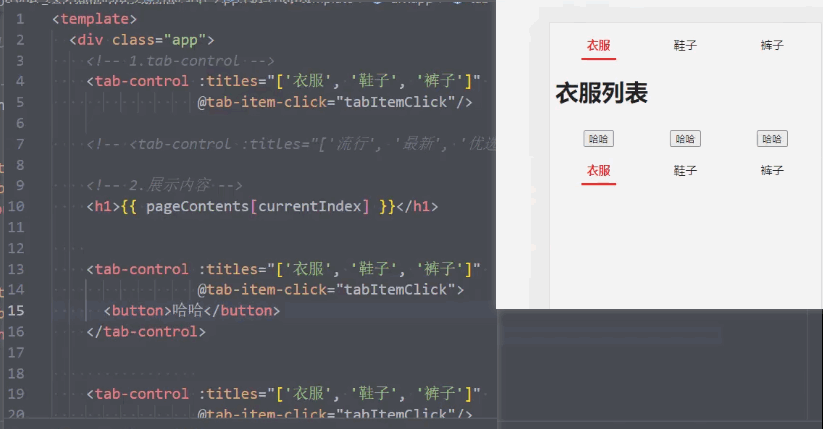 1 <template>
2 <div class="app">
3 <!-- 1.tab-control -->
4 <tab-control :titles="['衣服', '鞋子', '裤子']"
5 @tab-item-click="tabItemClick"/>
6
7 <!-- <tab-control :titles="['流行', '最新', '优选
8
9 <!-- 2.展示内容 -->
10 <h1>{{ pageContents[currentIndex] }}</h1>
11
12
13 <tab-control :titles="['衣服', '鞋子', '裤子']"
14 @tab-item-click="tabItemClick">
15 <button>哈哈</button>
16 </tab-control>
17
18
19 <tab-control :titles="['衣服', '鞋子', '裤子']"
20 @tab-item-click="tabItemClick"/>
衣服 鞋子 裤子
衣服列表
哈哈 哈哈 哈哈
衣服 鞋子 裤子